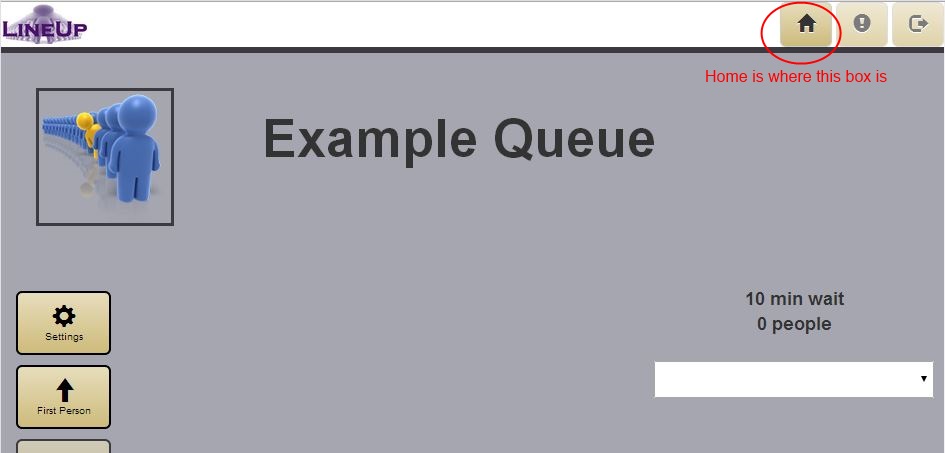 LINEUP
Home is where this box is
Example Queue
10 min wait
0 people
Settings
First Person